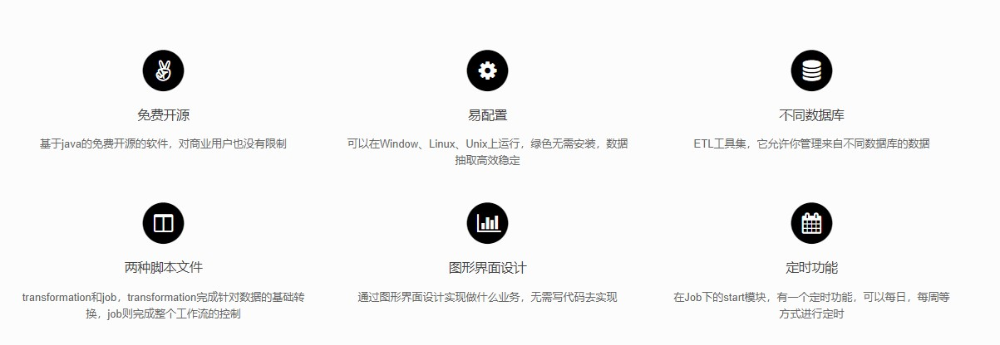 免费开源
基于java的免费开源的软件，对商业用户也没有限制
易配置
可以在Window、Linux、Unix上运行，绿色无需安装，数据
抽取高效稳定
不同数据库
ETL工具集，它允许你管理来自不同数据库的数据
两种脚本文件
transformation和job，transformation完成针对数据的基础转
换，job则完成整个工作流的控制
图形界面设计
通过图形界面设计实现做什么业务，无需写代码去实现
定时功能
在Job下的start模块，有一个定时功能，可以每日，每周等
方式进行定时